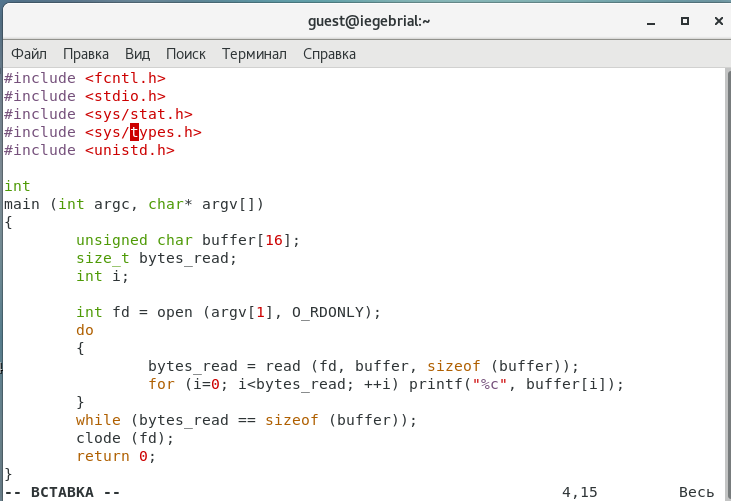 guest@iegebrial:~
Файл Правка Вид Поиск Терминал Справка
#include <fcntl.h>
#include <stdio.h>
#include <sys/stat.h>
#include <sys/types.h>
#include <unistd.h>
int
main (int argc, char* argv[])
{
unsigned char buffer[16];
size_t bytes_read;
int i;
int fd = open (argv[1], O_RDONLY);
do
{
bytes_read = read (fd, buffer, sizeof (buffer));
for (i=0; i<bytes_read; ++i) printf("%c", buffer[i]);
}
while (bytes_read == sizeof (buffer));
clode (fd);
return 0;
}
-- ВСТАВКА -- 4,15 Весь